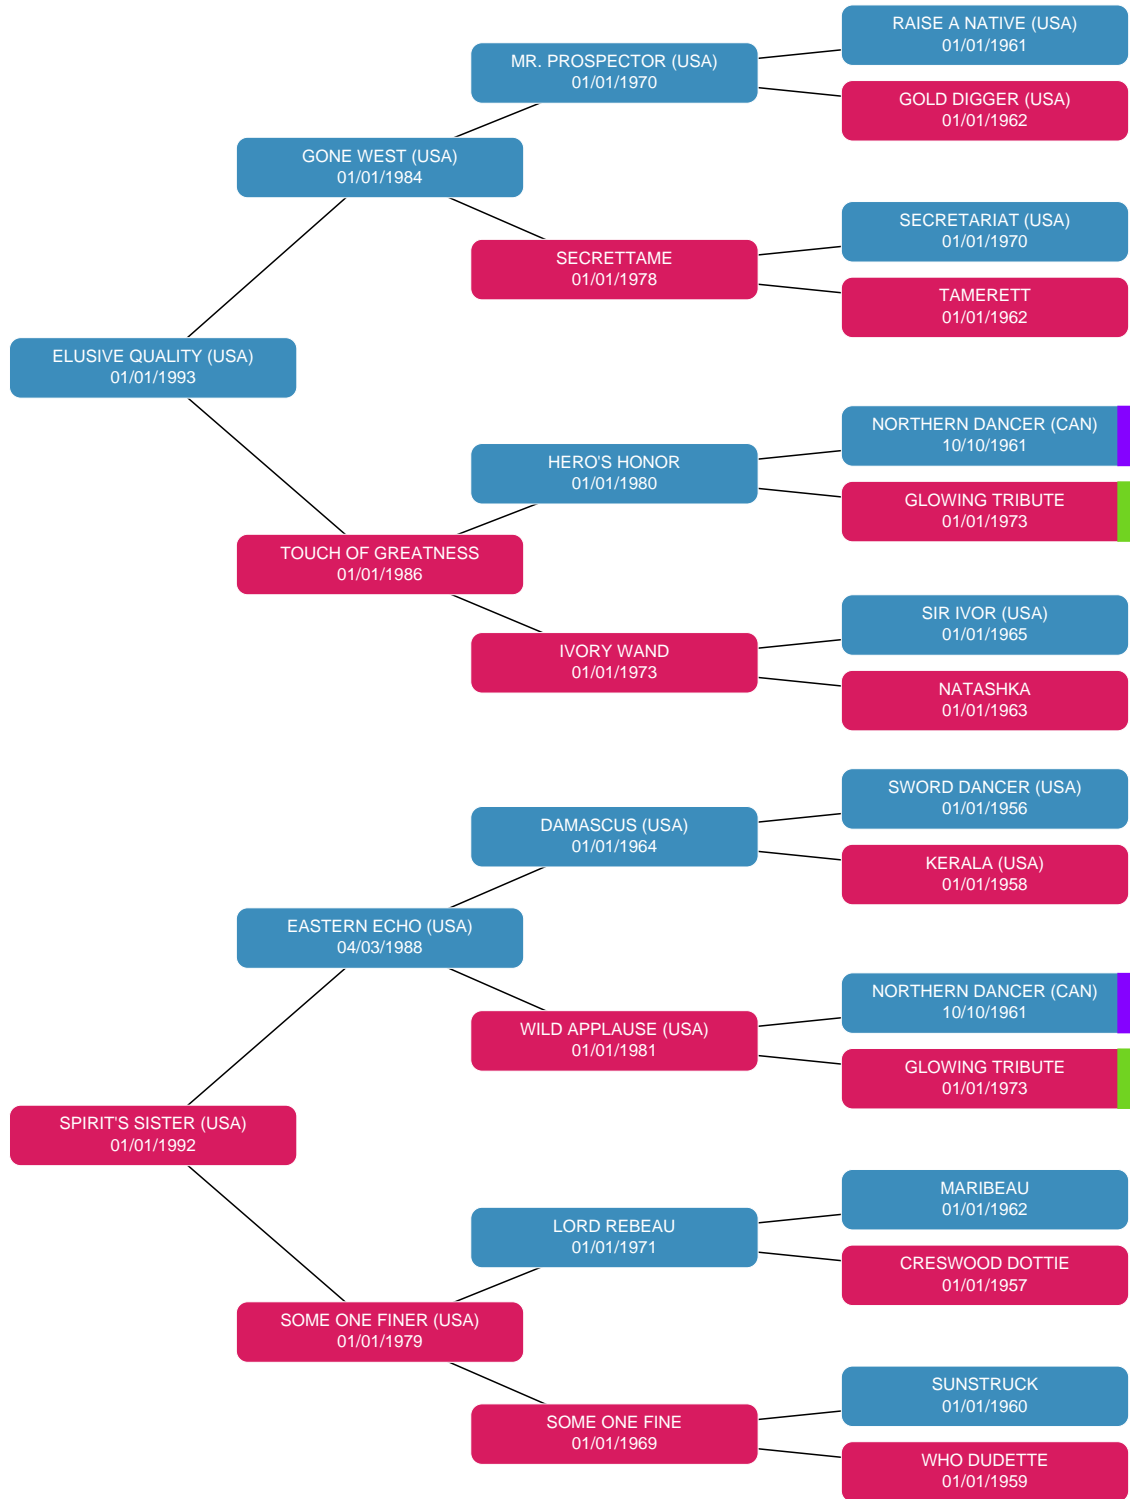 RAISE A NATIVE (USA)
01/01/1961
MR. PROSPECTOR (USA)
01/01/1970
GOLD DIGGER (USA)
01/01/1962
GONE WEST (USA)
01/01/1984
SECRETARIAT (USA)
01/01/1970
SECRETTAME
01/01/1978
TAMERETT
01/01/1962
ELUSIVE QUALITY (USA)
01/01/1993
NORTHERN DANCER (CAN)
10/10/1961
HERO'S HONOR
01/01/1980
GLOWING TRIBUTE
01/01/1973
TOUCH OF GREATNESS
01/01/1986
SIR IVOR (USA)
01/01/1965
IVORY WAND
01/01/1973
NATASHKA
01/01/1963
SWORD DANCER (USA)
01/01/1956
DAMASCUS (USA)
01/01/1964
KERALA (USA)
01/01/1958
EASTERN ECHO (USA)
04/03/1988
NORTHERN DANCER (CAN)
10/10/1961
WILD APPLAUSE (USA)
01/01/1981
GLOWING TRIBUTE
01/01/1973
SPIRIT'S SISTER (USA)
01/01/1992
MARIBEAU
01/01/1962
LORD REBEAU
01/01/1971
CRESWOOD DOTTIE
01/01/1957
SOME ONE FINER (USA)
01/01/1979
SUNSTRUCK
01/01/1960
SOME ONE FINE
01/01/1969
WHO DUDETTE
01/01/1959